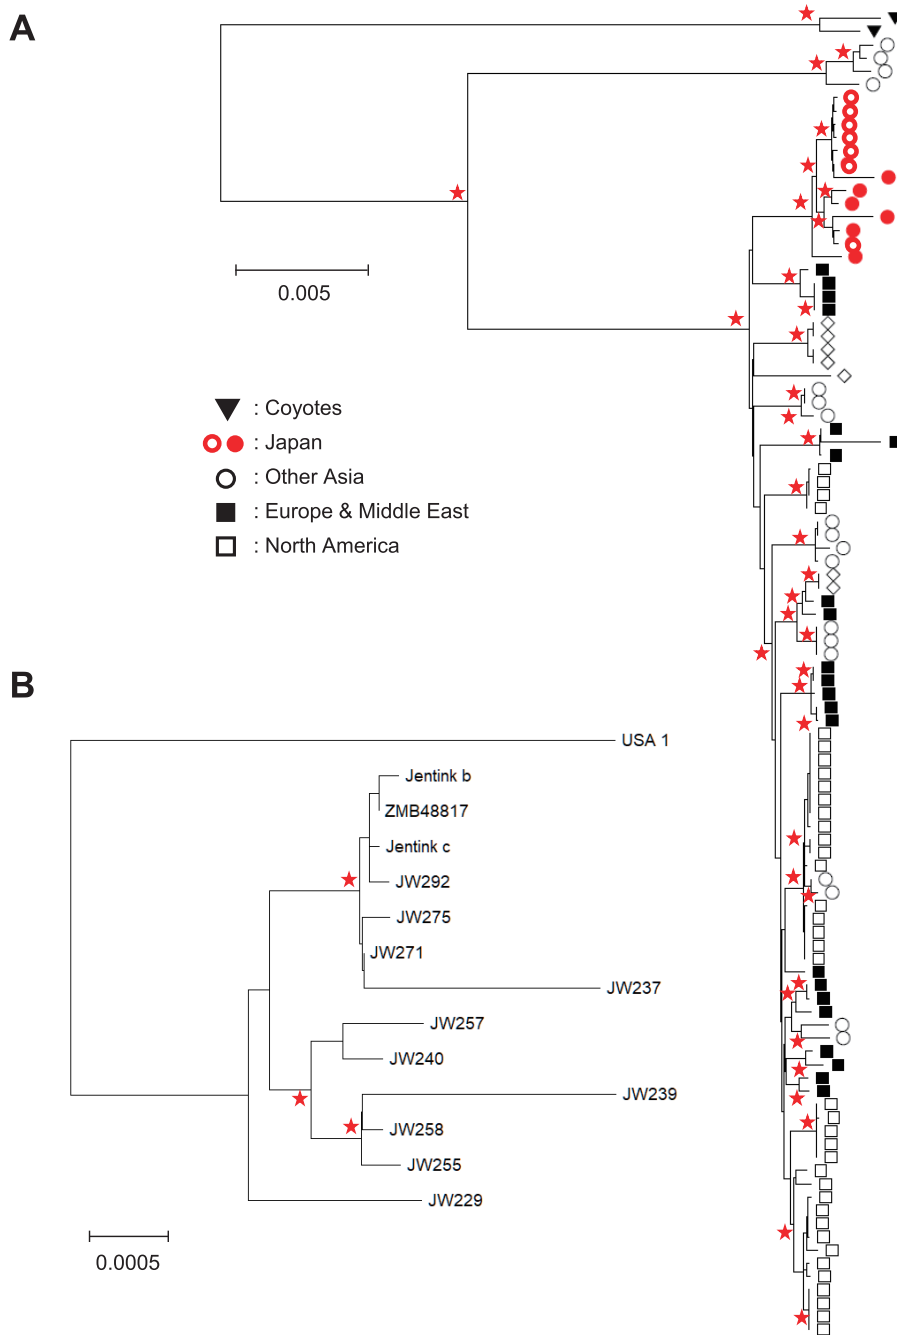 A
0.005
: Coyotes
: Japan
: Other Asia
: Europe & Middle East
: North America
B
USA 1
Jentink b
ZMB48817
Jentink c
JW292
JW275
JW271
JW237
JW257
JW240
JW239
JW258
JW255
JW229
0.0005